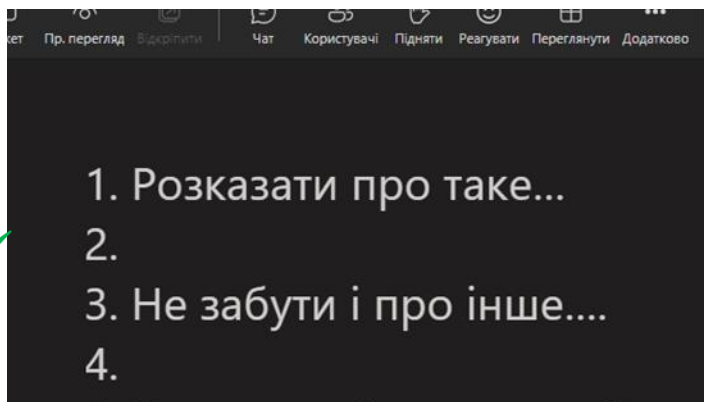 кет Пр. перегляд Відкріпити Чат Користувачі Підняти Реагувати Переглянути Додатково
1. Розказати про таке...
2.
3. Не забути і про інше....
4.